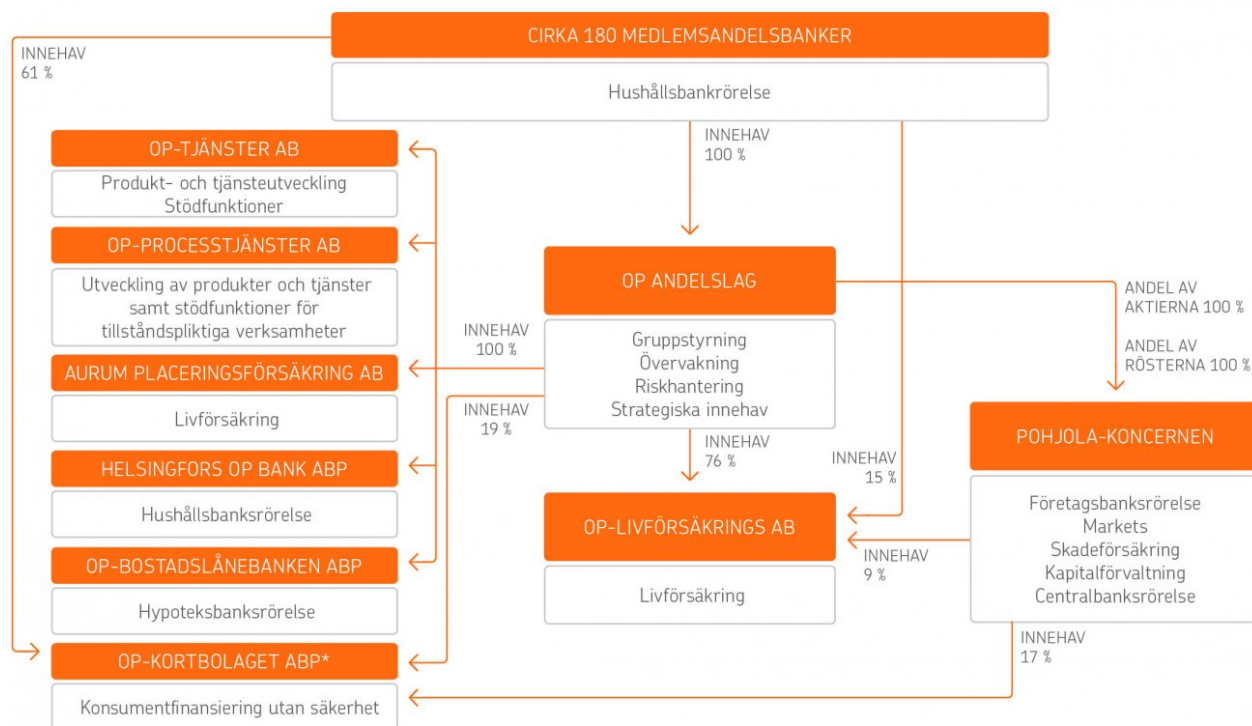 CIRKA 180 MEDLEMSANDELSBANKER
Hushållsbankrörelse
INNEHAV
61 %
INNEHAV
100 %
OP-TJÄNSTER AB
Produkt- och tjänsteutveckling
Stödfunktioner
OP-PROCESSTJÄNSTER AB
Utveckling av produkter och tjänster
samt stödfunktioner för
tillståndspliktiga verksamheter
AURUM PLACERINGSFÖRSÄKRING AB
Livförsäkring
HELSINGFORS OP BANK ABP
Hushållsbanksrörelse
OP-BOSTADSLÅNEBANKEN ABP
Hypoteksbanksrörelse
OP-KORTBOLAGET ABP*
Konsumentfinansiering utan säkerhet
INNEHAV
100 %
INNEHAV
19 %
OP ANDELSLAG
Gruppstyrning
Övervakning
Riskhantering
Strategiska innehav
INNEHAV
76 %
INNEHAV
15 %
OP-LIVFÖRSÄKRINGS AB
Livförsäkring
ANDEL AV
AKTIERNA 100 %
ANDEL AV
RÖSTERNA 100 %
POHJOLA-KONCERNEN
Företagsbanksrörelse
Markets
Skadeförsäkring
Kapitalförvaltning
Centralbanksrörelse
INNEHAV
9 %
INNEHAV
17 %